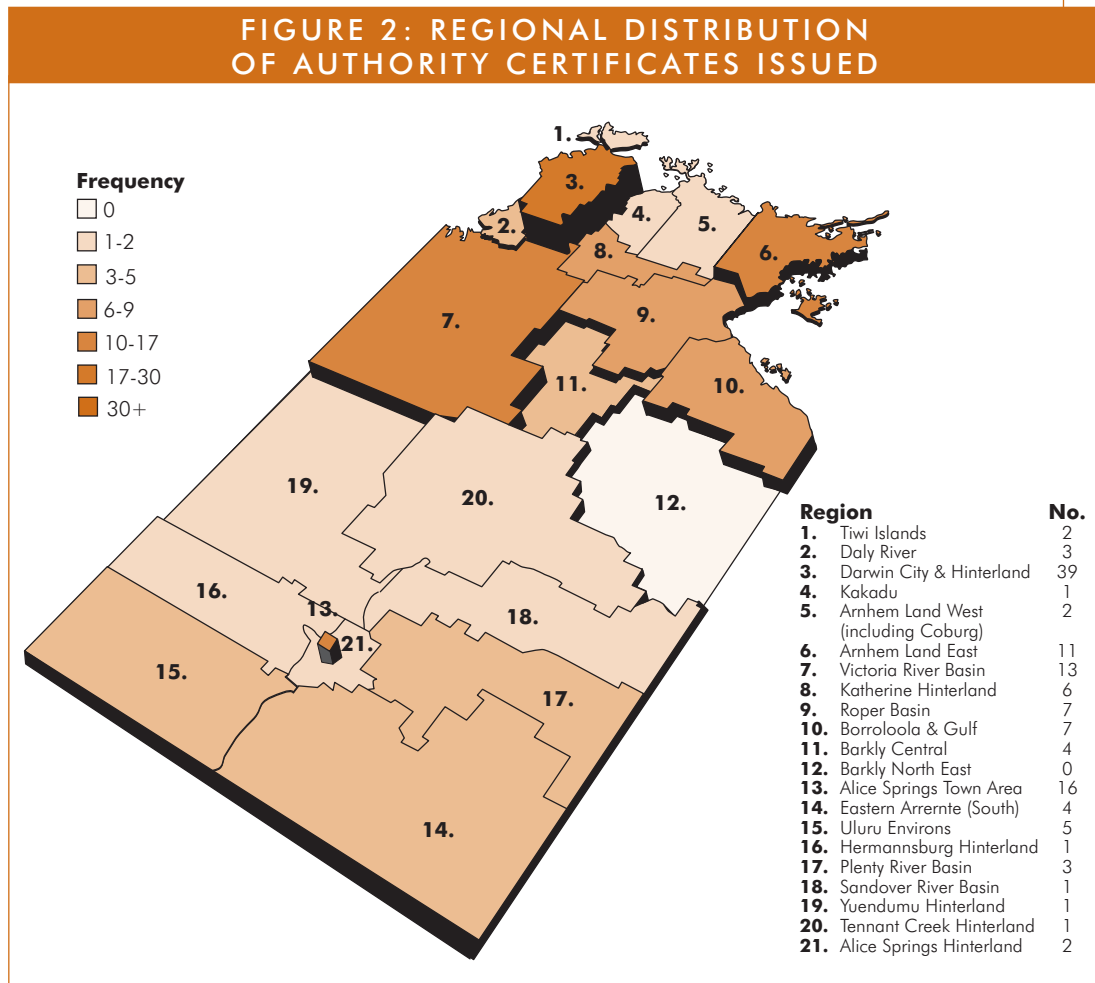 FIGURE 2: REGIONAL DISTRIBUTION
OF AUTHORITY CERTIFICATES ISSUED
Frequency
0
1-2
3-5
6-9
10-17
17-30
30+
1.
2.
3.
4.
5.
6.
7.
8.
9.
10.
11.
12.
19.
20.
16.
13.
18.
21.
15.
17.
14.
Region No.
1. Tiwi Islands 2
2. Daly River 3
3. Darwin City & Hinterland 39
4. Kakadu 1
5. Arnhem Land West 2
(including Coburg)
6. Arnhem Land East 11
7. Victoria River Basin 13
8. Katherine Hinterland 6
9. Roper Basin 7
10. Borroloola & Gulf 7
11. Barkly Central 4
12. Barkly North East 0
13. Alice Springs Town Area 16
14. Eastern Arrernte (South) 4
15. Uluru Environs 5
16. Hermannsburg Hinterland 1
17. Plenty River Basin 3
18. Sandover River Basin 1
19. Yuendumu Hinterland 1
20. Tennant Creek Hinterland 1
21. Alice Springs Hinterland 2